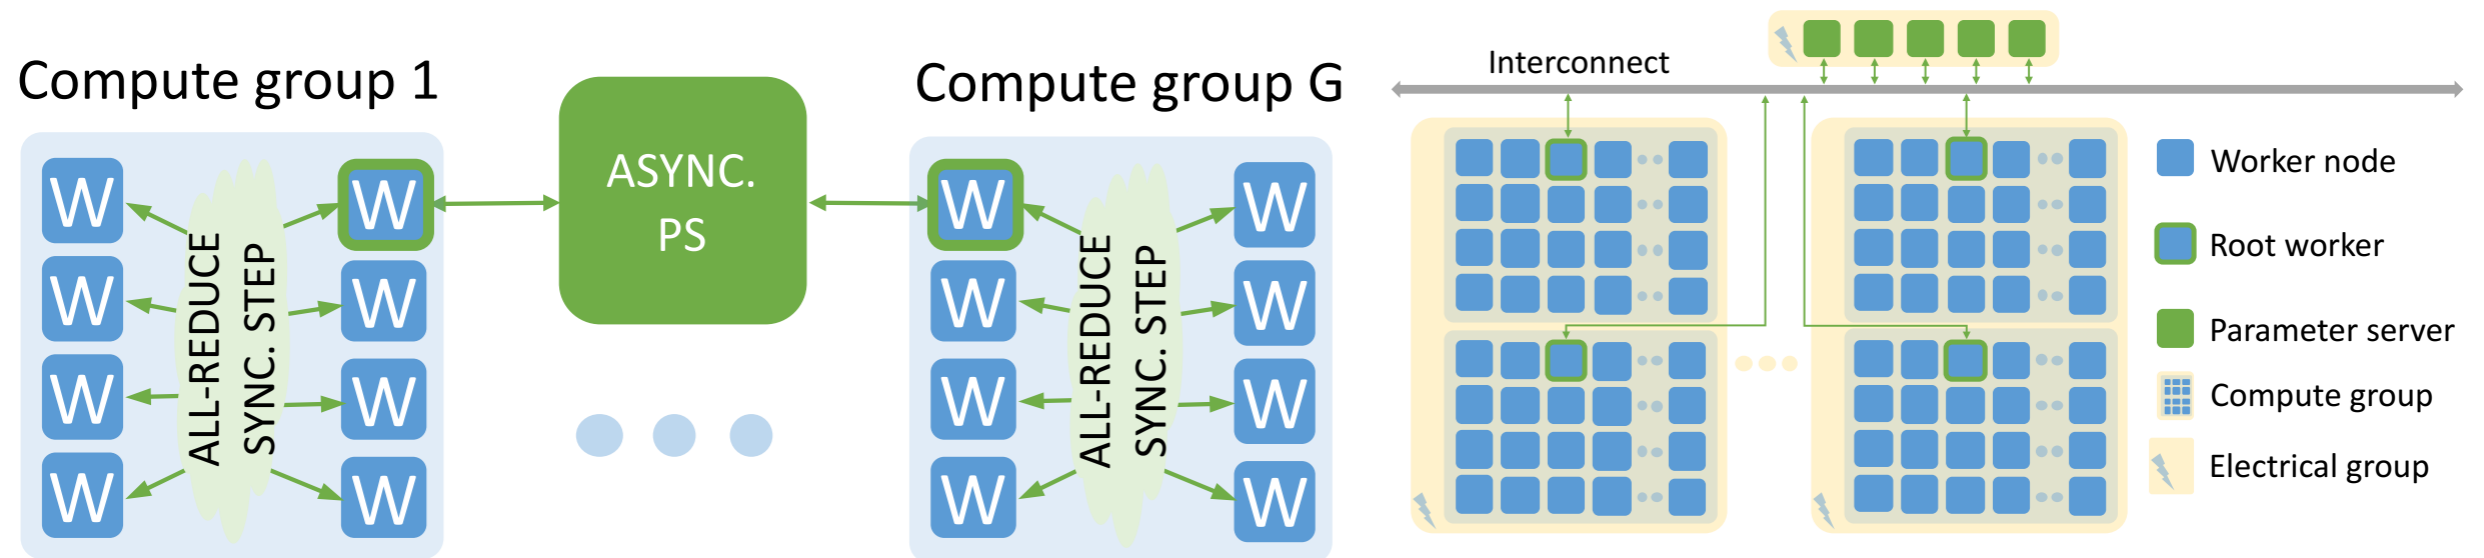 Compute group 1
W
W
W
W
ALL-REDUCE
SYNC. STEP
W
W
W
W
ASYNC.
PS
Compute group G
W
W
W
W
ALL-REDUCE
SYNC. STEP
W
W
W
W
Interconnect
Worker node
Root worker
Parameter server
Compute group
Electrical group